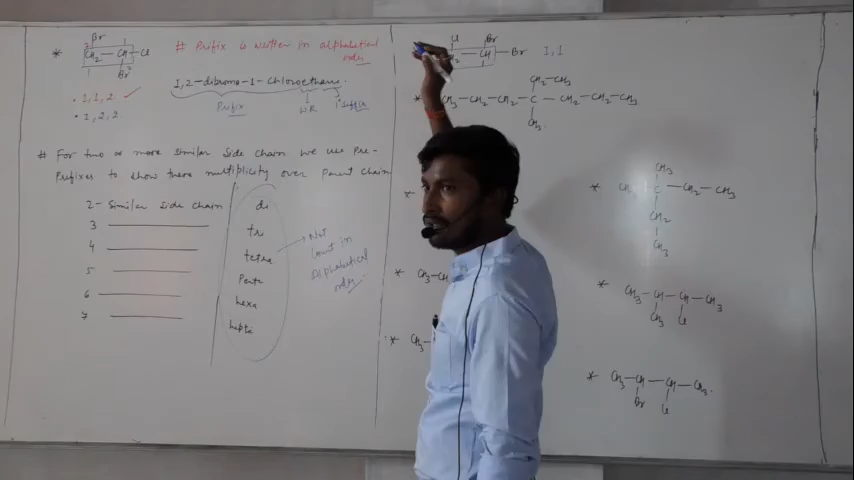 Br
* CH2 — CH — Cl
Br
# Prefix is written in alphabetical
order
1,2-dibromo-1-Chloroethane.
Prefix
WR
1° suffix
• 1,1,2 ✓
• 1,2,2
# For two or more similar side chain we use pre-
Prefixes to show there multiplicity over Parent chain
2- Similar side chain di
3 tri
4 tetra
5 Penta
6 hexa
7 hepta
Not
count in
alphabetical
order
Cl Br
CH — Br 1,1
CH2—CH3
* CH3—CH2—CH2—C—CH2—CH2—CH3
CH3
*
CH3
* CH3—C—CH2—CH3
CH2
CH3
* CH3—CH
* CH3—CH—CH—CH3
CH3 Cl
* CH3—
* CH3—CH—CH—CH3
Br Cl